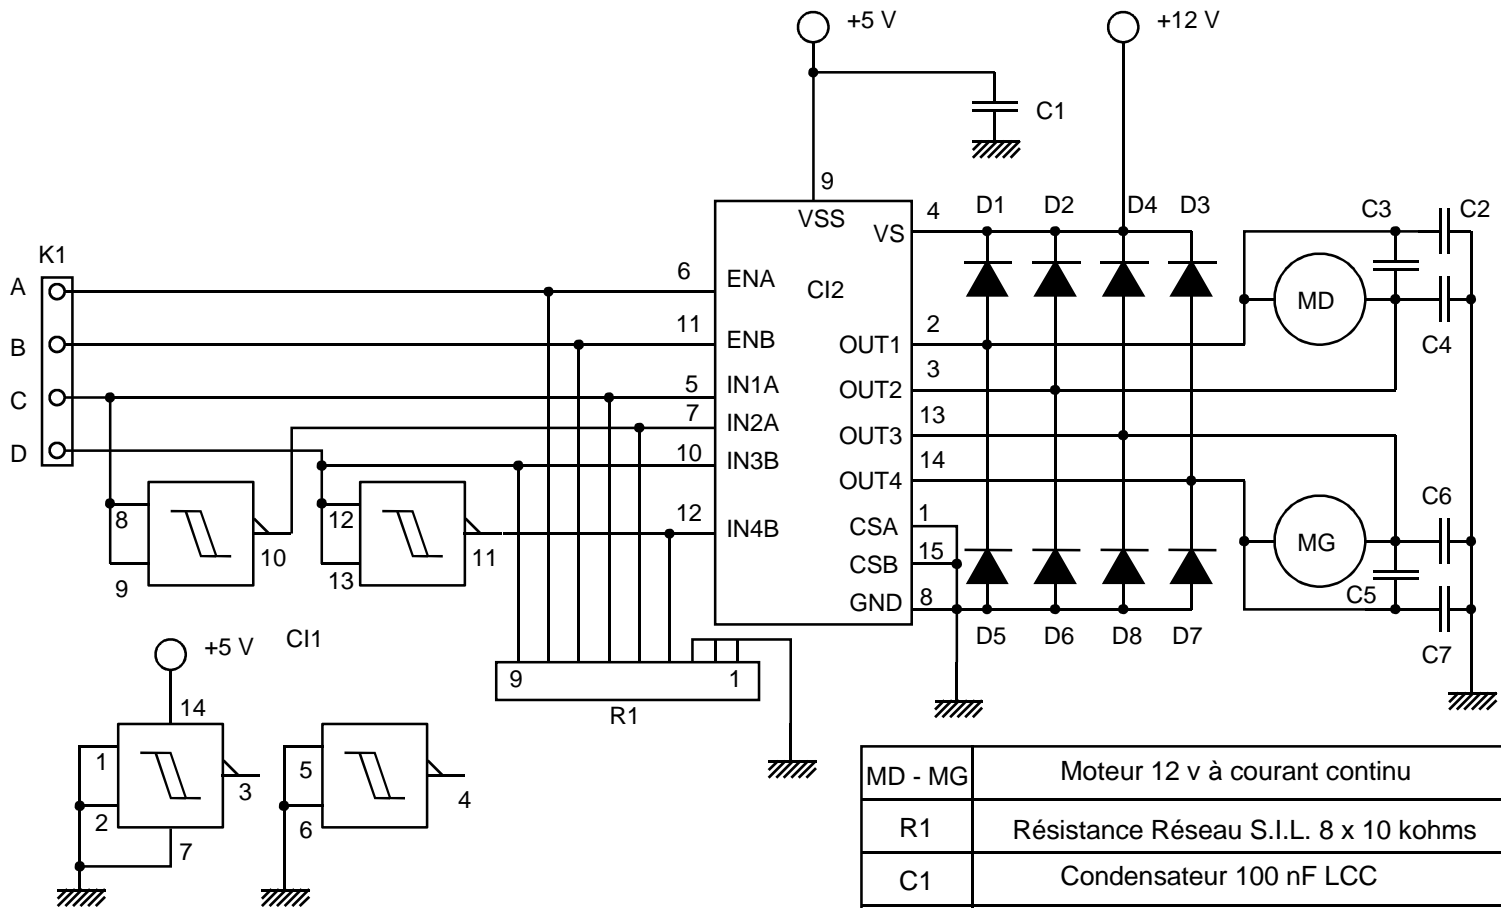 +5 V
+12 V
C1
9
VSS
4
D1
D2
D4
D3
C3
C2
VS
K1
A
6
ENA
CI2
MD
B
11
ENB
2
OUT1
C4
C
5
IN1A
3
OUT2
7
IN2A
13
OUT3
D
10
IN3B
14
OUT4
8
12
12
IN4B
CSA
1
C6
10
11
MG
9
13
CSB
15
GND
8
C5
D5
D6
D8
D7
C7
+5 V
CI1
9
1
R1
14
1
5
3
4
2
6
7
MD - MG
Moteur 12 v à courant continu
R1
Résistance Réseau S.I.L. 8 x 10 kohms
C1
Condensateur 100 nF LCC